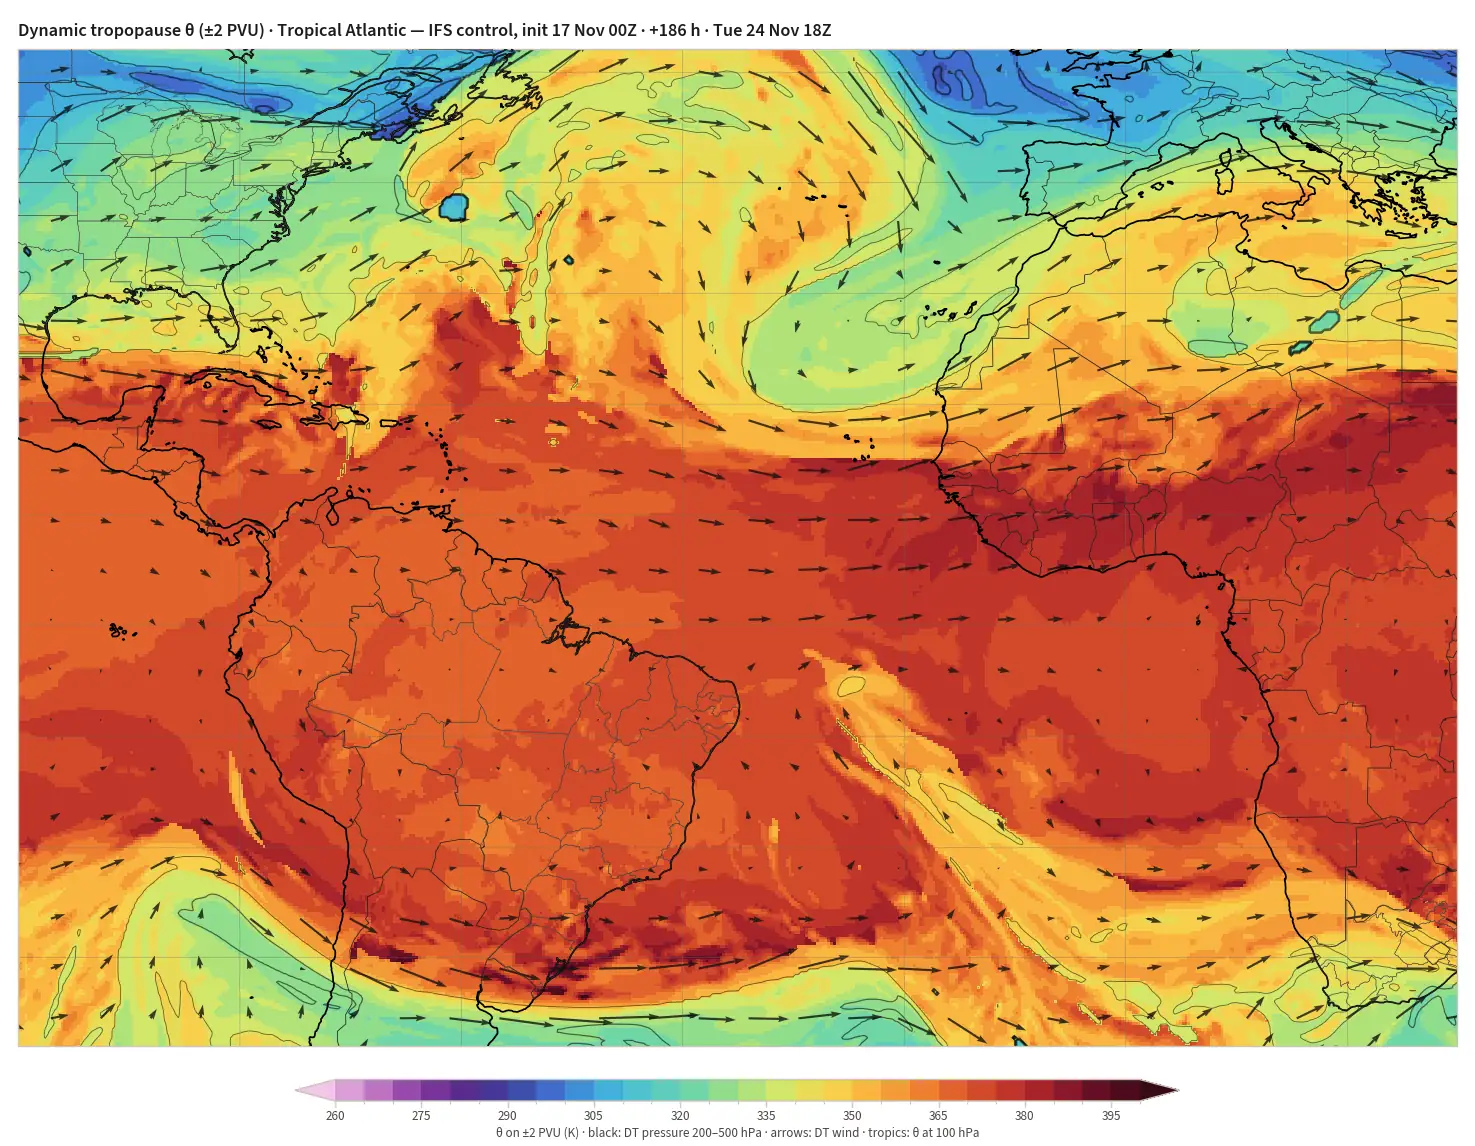 Dynamic tropopause θ (±2 PVU) · Tropical Atlantic — IFS control, init 17 Nov 00Z · +186 h · Tue 24 Nov 18Z
260 275 290 305 320 335 350 365 380 395
θ on ±2 PVU (K) · black: DT pressure 200–500 hPa · arrows: DT wind · tropics: θ at 100 hPa